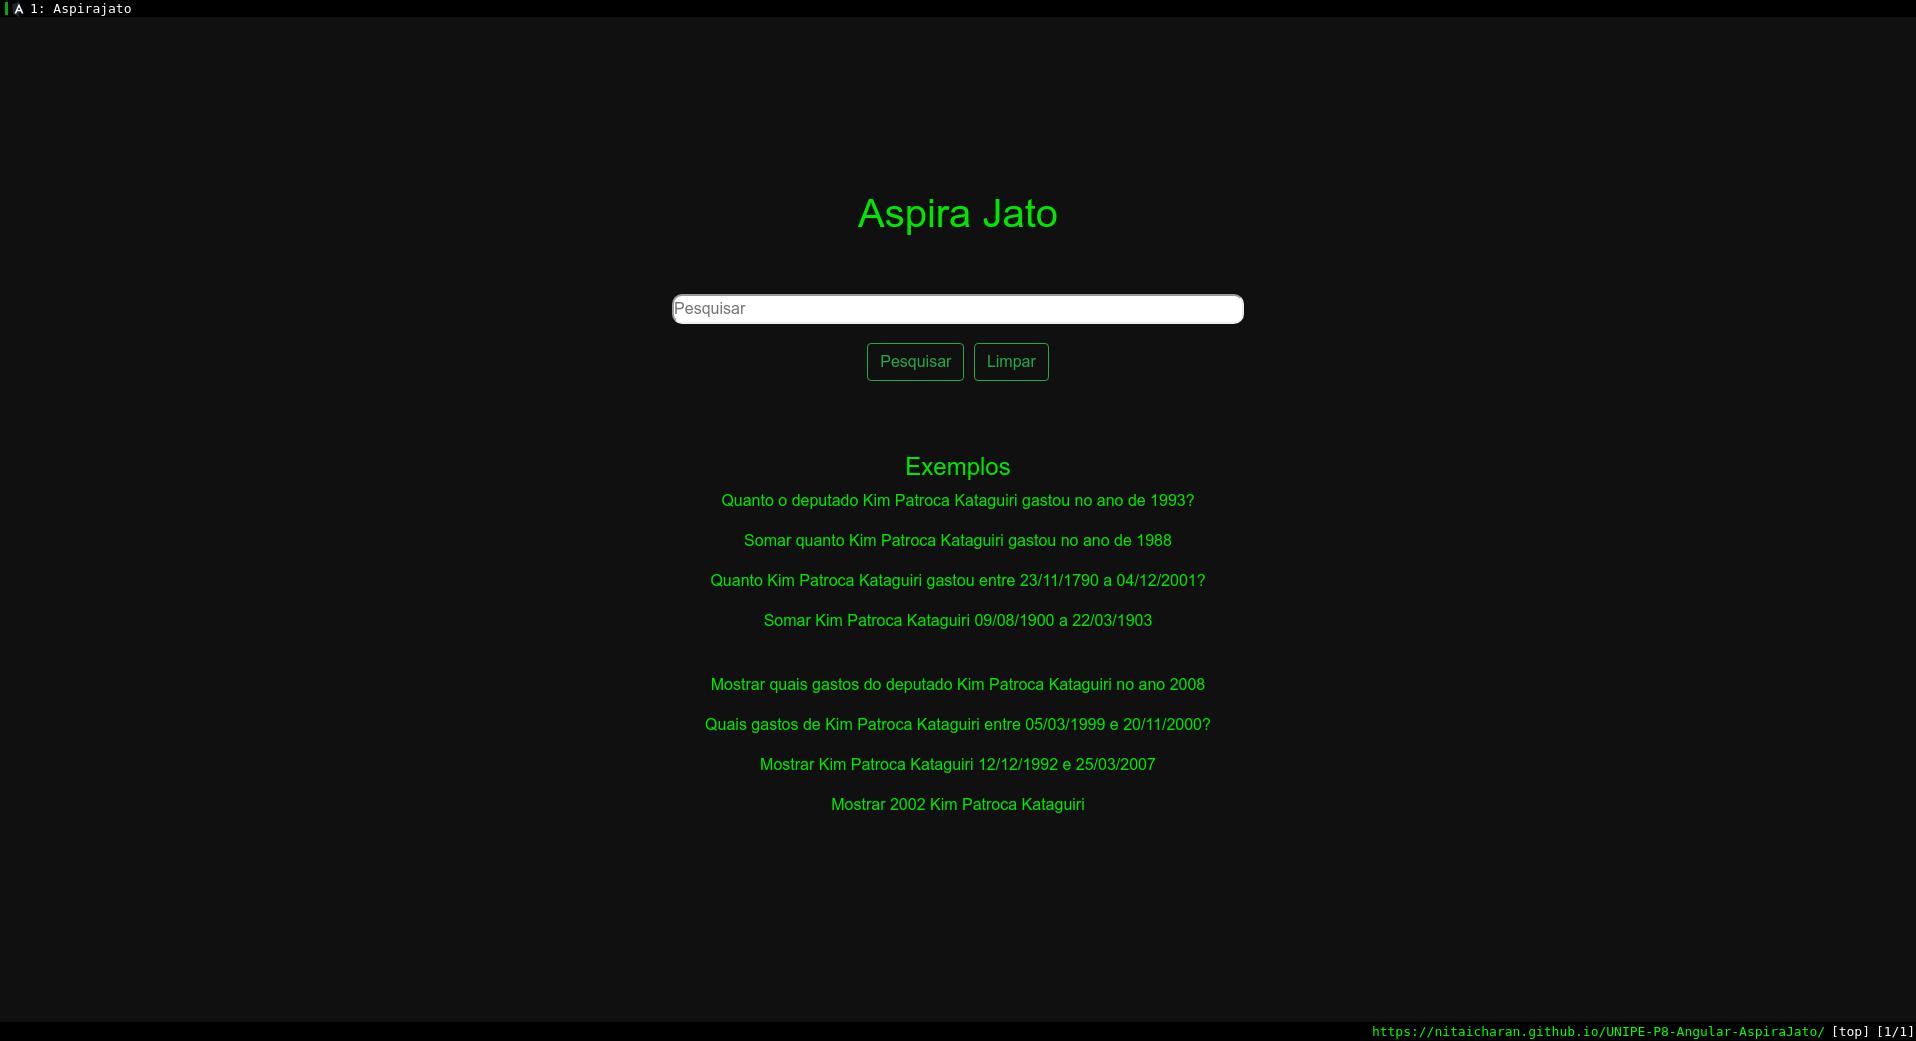 1: Aspirajato
Aspira Jato
Pesquisar
Pesquisar Limpar
Exemplos
Quanto o deputado Kim Patroca Kataguiri gastou no ano de 1993?
Somar quanto Kim Patroca Kataguiri gastou no ano de 1988
Quanto Kim Patroca Kataguiri gastou entre 23/11/1790 a 04/12/2001?
Somar Kim Patroca Kataguiri 09/08/1900 a 22/03/1903
Mostrar quais gastos do deputado Kim Patroca Kataguiri no ano 2008
Quais gastos de Kim Patroca Kataguiri entre 05/03/1999 e 20/11/2000?
Mostrar Kim Patroca Kataguiri 12/12/1992 e 25/03/2007
Mostrar 2002 Kim Patroca Kataguiri
https://nitaicharan.github.io/UNIPE-P8-Angular-AspiraJato/ [top] [1/1]